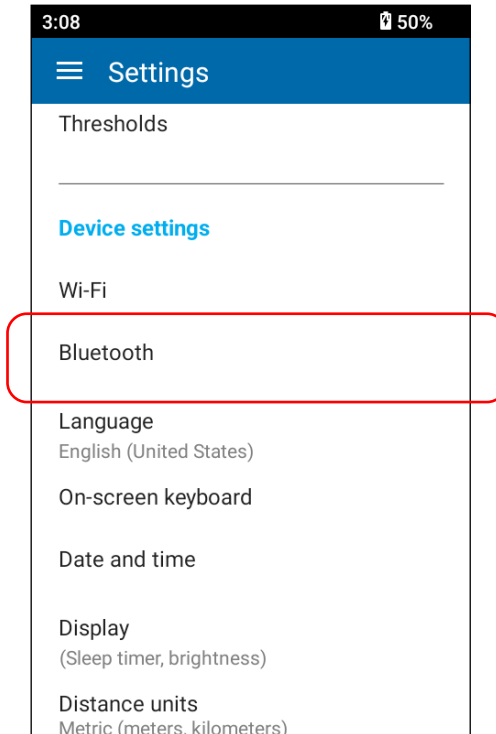 3:08 50%
Settings
Thresholds
Device settings
Wi-Fi
Bluetooth
Language
English (United States)
On-screen keyboard
Date and time
Display
(Sleep timer, brightness)
Distance units
Metric (meters, kilometers)